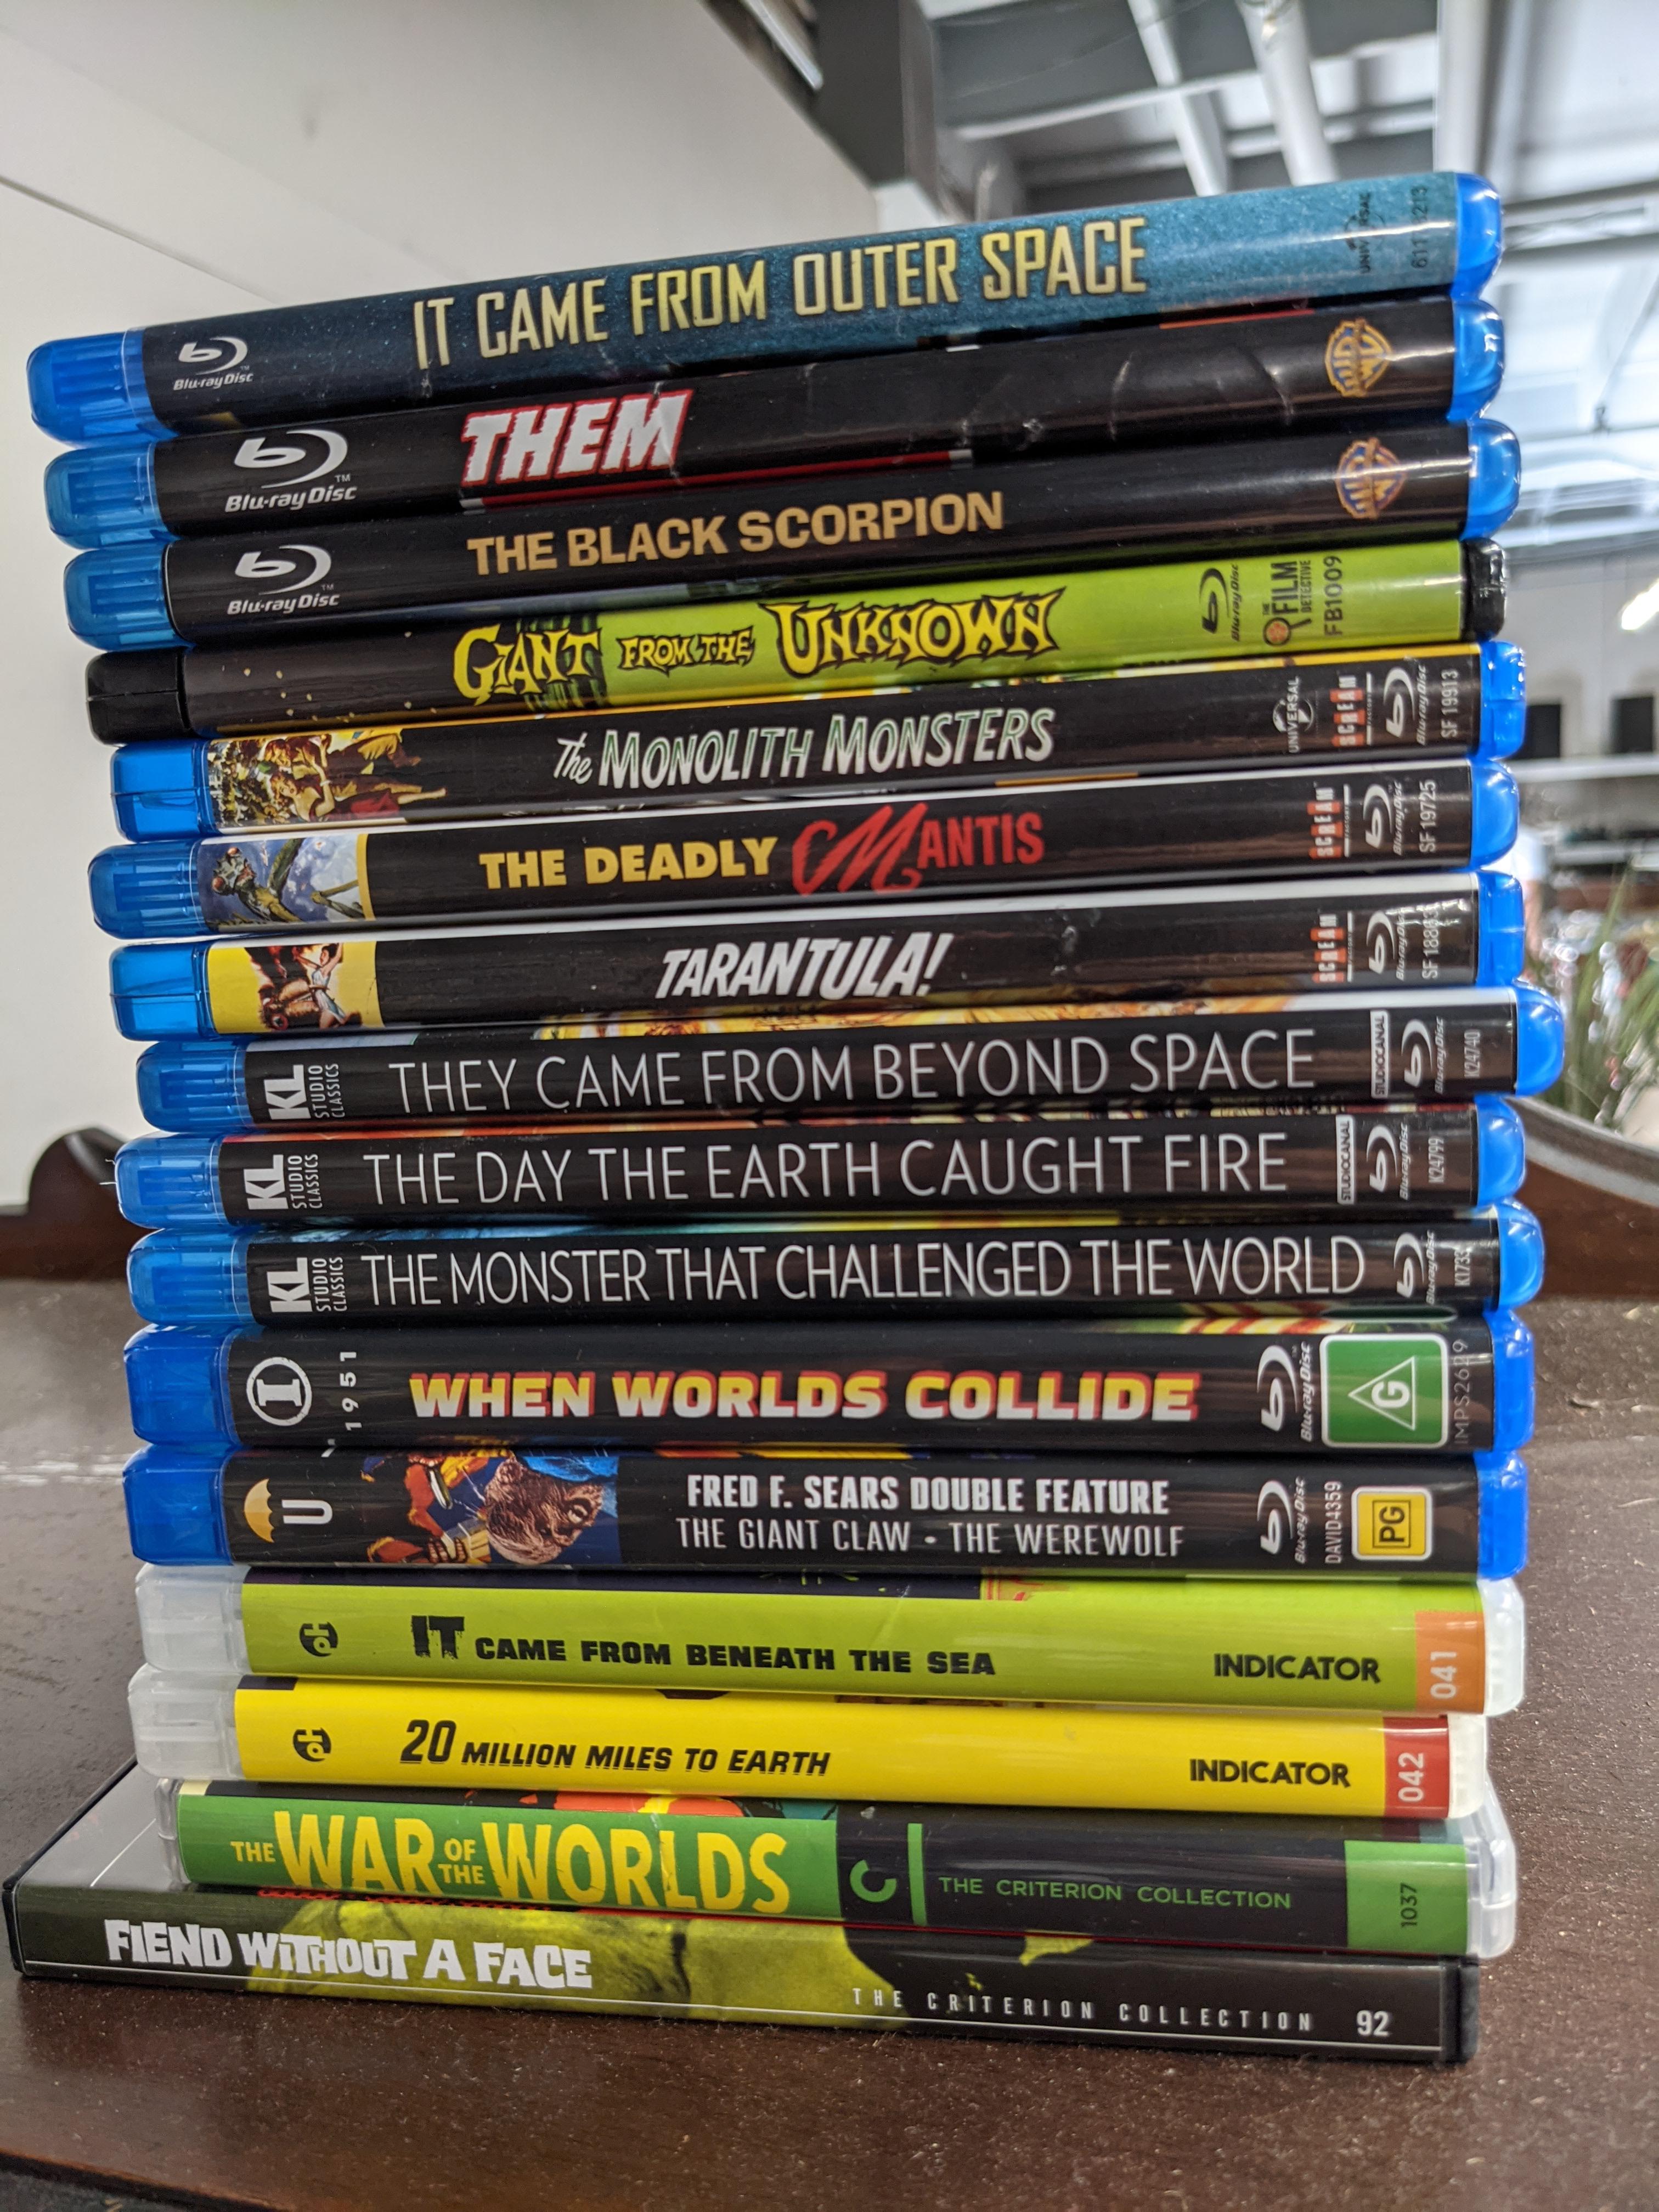 IT CAME FROM OUTER SPACE
Blu-ray Disc
UNIVERSAL
THEM
Blu-ray Disc
THE BLACK SCORPION
Blu-ray Disc
GIANT FROM THE UNKNOWN
Blu-ray Disc
THE FILM DETECTIVE
FB1009
The MONOLITH MONSTERS
UNIVERSAL
SCREAM
Blu-ray Disc
SF 19913
THE DEADLY MANTIS
SCREAM
Blu-ray Disc
SF 19725
TARANTULA!
SCREAM
Blu-ray Disc
KL STUDIO CLASSICS
THEY CAME FROM BEYOND SPACE
STUDIOCANAL
Blu-ray Disc
K24740
KL STUDIO CLASSICS
THE DAY THE EARTH CAUGHT FIRE
STUDIOCANAL
Blu-ray Disc
K24799
KL STUDIO CLASSICS
THE MONSTER THAT CHALLENGED THE WORLD
Blu-ray Disc
I 1951
WHEN WORLDS COLLIDE
Blu-ray Disc
G
U
FRED F. SEARS DOUBLE FEATURE
THE GIANT CLAW • THE WEREWOLF
Blu-ray Disc
DAVID4359
PG
IT CAME FROM BENEATH THE SEA
INDICATOR
041
20 MILLION MILES TO EARTH
INDICATOR
042
THE WAR OF THE WORLDS
THE CRITERION COLLECTION
1037
FIEND WITHOUT A FACE
THE CRITERION COLLECTION 92